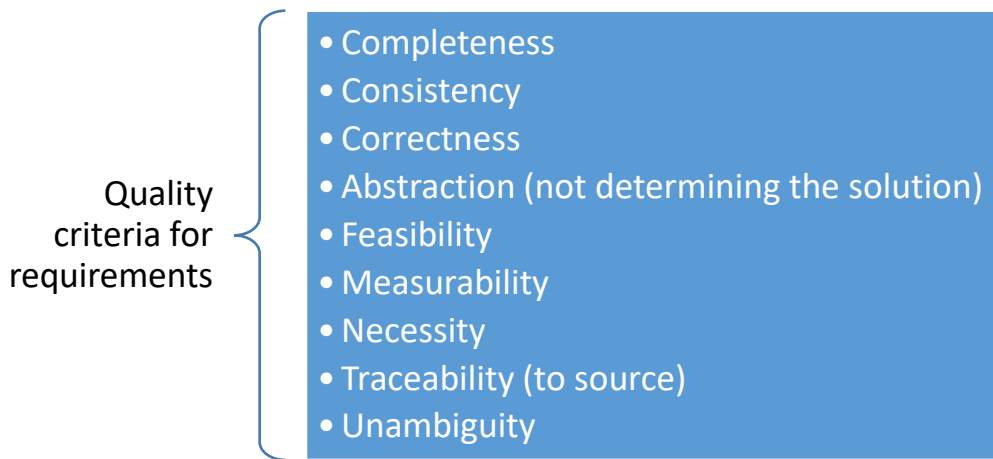 Quality
criteria for
requirements
• Completeness
• Consistency
• Correctness
• Abstraction (not determining the solution)
• Feasibility
• Measurability
• Necessity
• Traceability (to source)
• Unambiguity